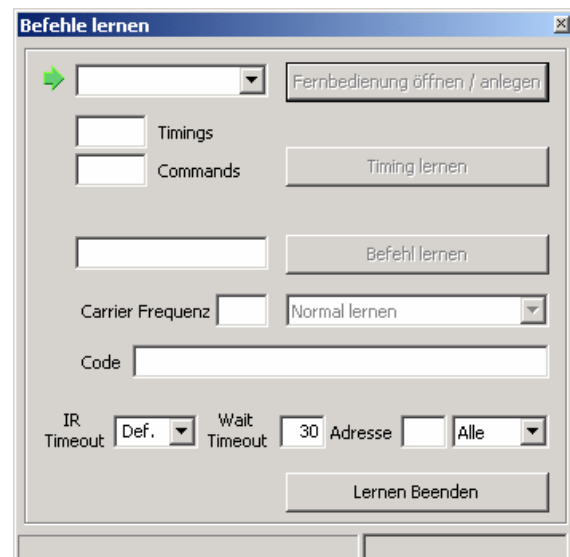 Befehle lernen
Fernbedienung öffnen / anlegen
Timings
Commands
Timing lernen
Befehl lernen
Carrier Frequenz Normal lernen
Code
IR Timeout Def. Wait Timeout 30 Adresse Alle
Lernen Beenden